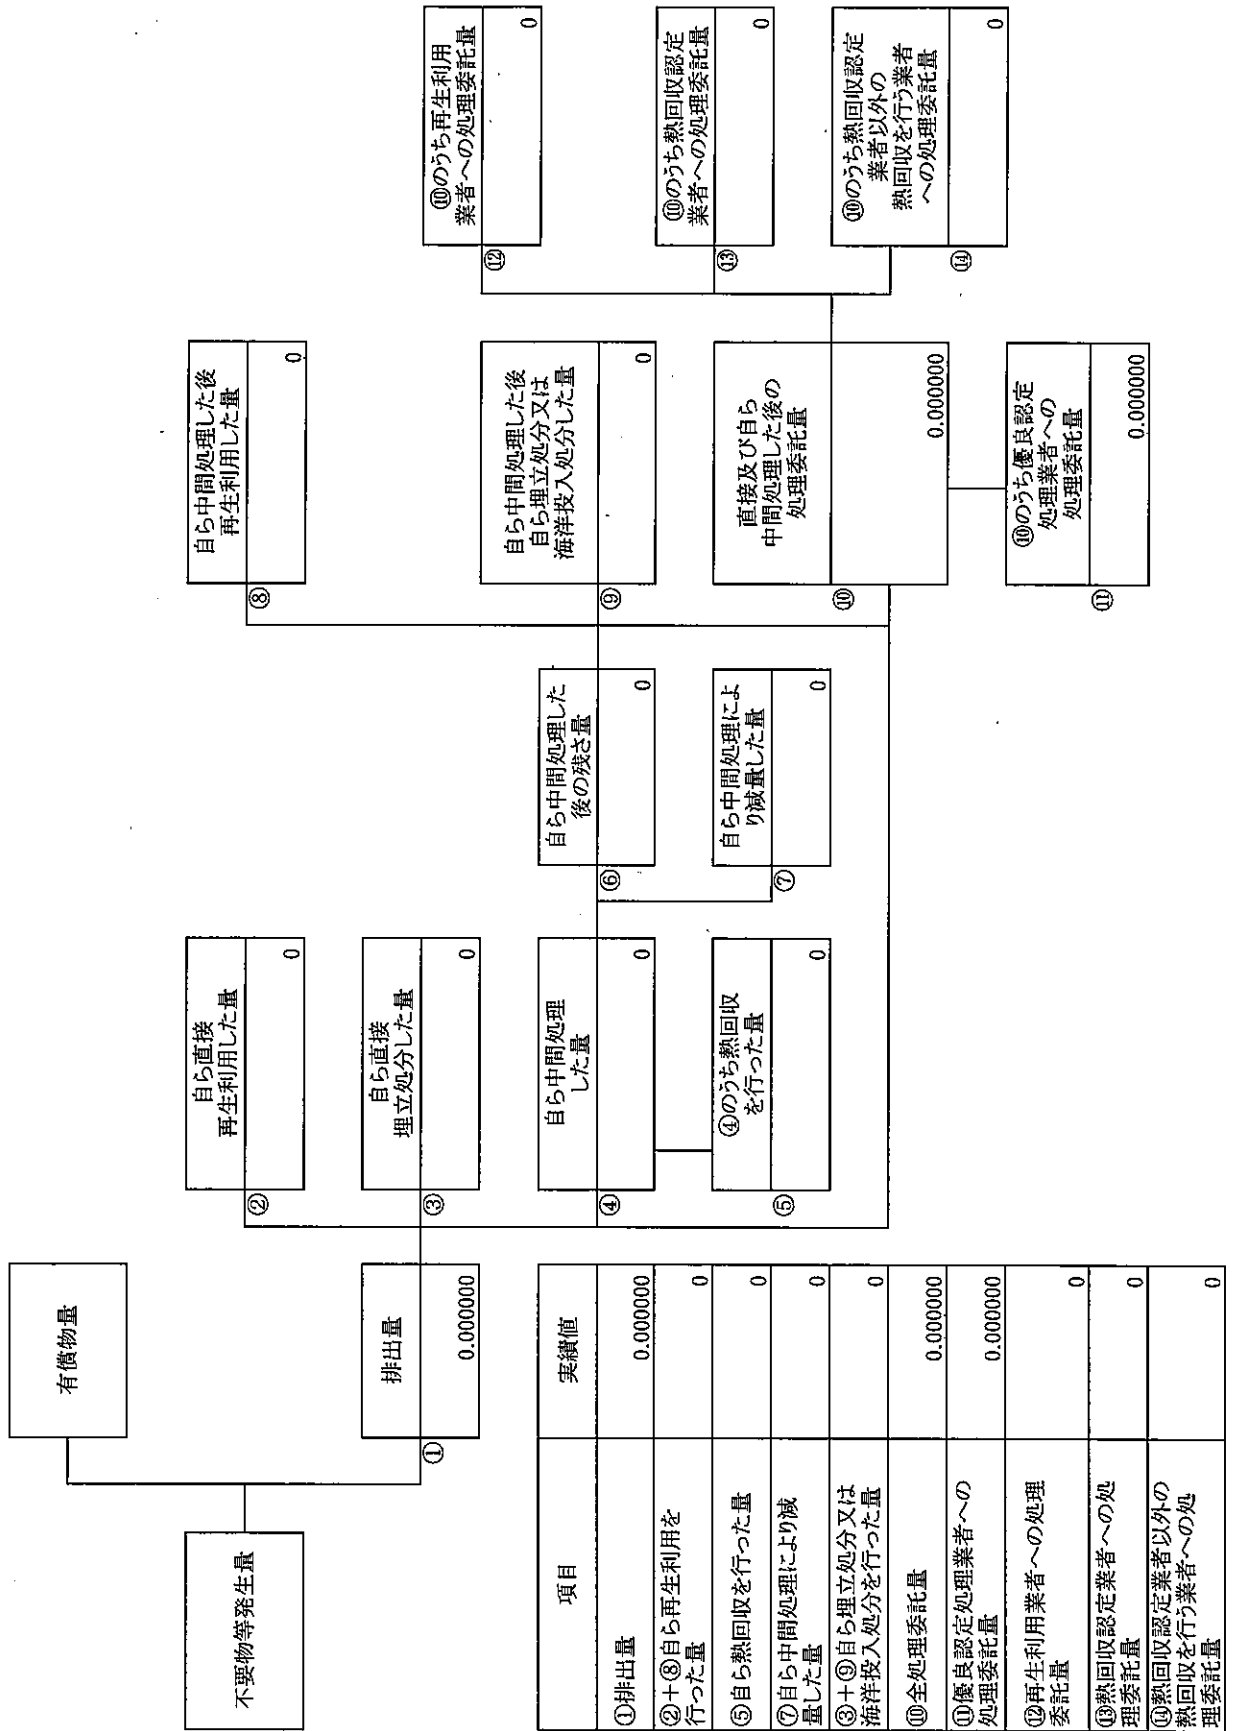 有償物量
不要物等発生量
排出量
①
0.000000
自ら直接
再生利用した量
②
0
自ら直接
埋立処分した量
③
0
自ら中間処理
した量
④
0
④のうち熱回収
を行った量
⑤
0
自ら中間処理した
後の残さ量
⑥
0
自ら中間処理によ
り減量した量
⑦
0
自ら中間処理した後
再生利用した量
⑧
0
自ら中間処理した後
自ら埋立処分又は
海洋投入処分した量
⑨
0
直接及び自ら
中間処理した後の
処理委託量
⑩
0.000000
⑩のうち優良認定
処理業者への
処理委託量
⑪
0.000000
⑩のうち再生利用
業者への処理委託量
⑫
0
⑩のうち熱回収認定
業者への処理委託量
⑬
0
⑩のうち熱回収認定
業者以外の
熱回収を行う業者
への処理委託量
⑭
0
項目 実績値
①排出量 0.000000
②+⑧自ら再生利用を
行った量 0
⑤自ら熱回収を行った量 0
⑦自ら中間処理により減
量した量 0
③+⑨自ら埋立処分又は
海洋投入処分を行った量 0
⑩全処理委託量 0.000000
⑪優良認定処理業者への
処理委託量 0.000000
⑫再生利用業者への処理
委託量 0
⑬熱回収認定業者への処
理委託量 0
⑭熱回収認定業者以外の
熱回収を行う業者への処
理委託量 0